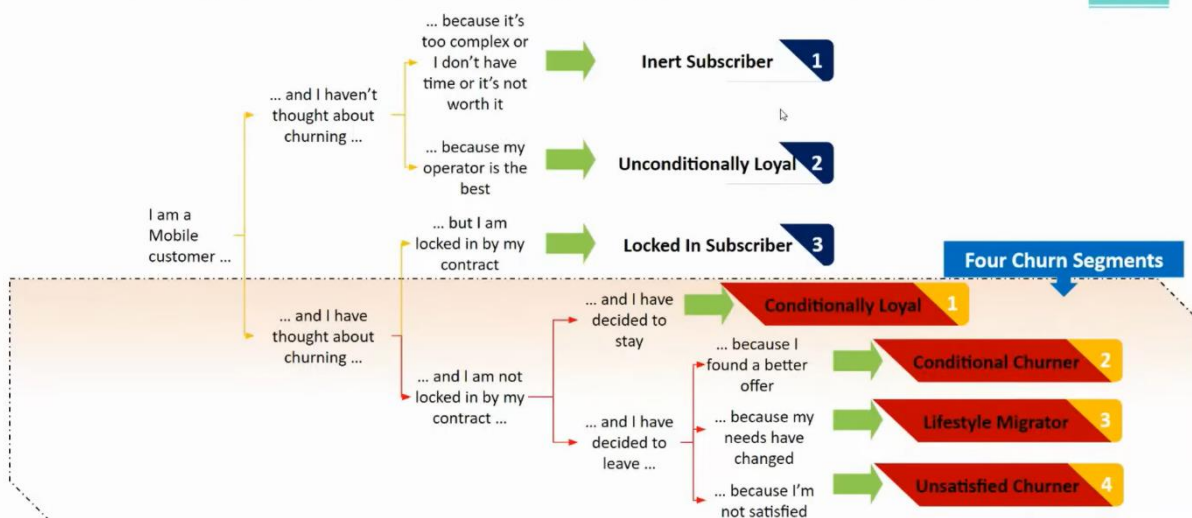 ... because it's
too complex or
I don't have
time or it's not
worth it
Inert Subscriber
1
... and I haven't
thought about
churning ...
... because my
operator is the
best
Unconditionally Loyal
2
I am a
Mobile
customer ...
... but I am
locked in by my
contract
Locked In Subscriber
3
Four Churn Segments
... and I have
thought about
churning ...
... and I have
decided to
stay
Conditionally Loyal
1
... and I am not
locked in by my
contract ...
... because I
found a better
offer
Conditional Churner
2
... and I have
decided to
leave ...
... because my
needs have
changed
Lifestyle Migrator
3
... because I'm
not satisfied
Unsatisfied Churner
4